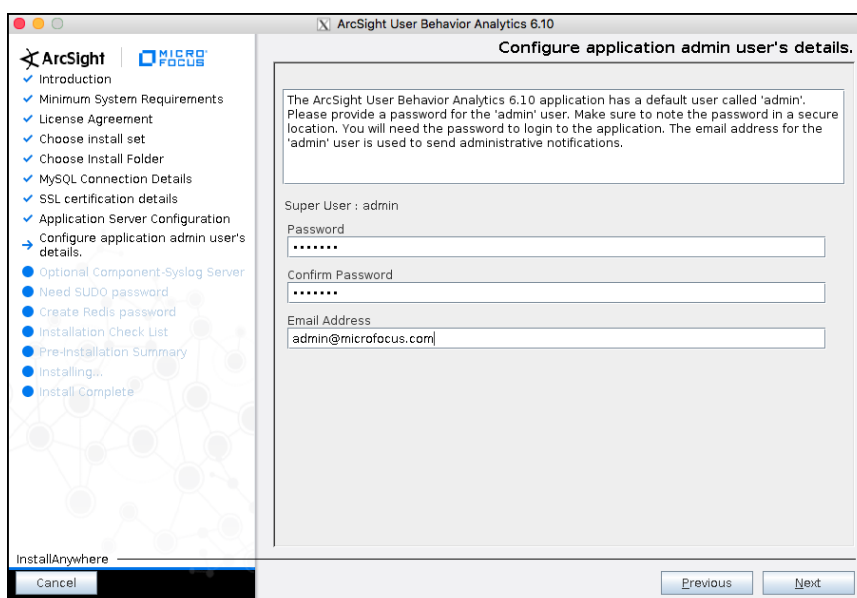 ArcSight User Behavior Analytics 6.10
Configure application admin user's details.
ArcSight
MICRO
FOCUS
Introduction
Minimum System Requirements
License Agreement
Choose install set
Choose Install Folder
MySQL Connection Details
SSL certification details
Application Server Configuration
Configure application admin user's
details.
Optional Component-Syslog Server
Need SUDO password
Create Redis password
Installation Check List
Pre-Installation Summary
Installing...
Install Complete
The ArcSight User Behavior Analytics 6.10 application has a default user called 'admin'.
Please provide a password for the 'admin' user. Make sure to note the password in a secure
location. You will need the password to login to the application. The email address for the
'admin' user is used to send administrative notifications.
Super User : admin
Password
•••••••
Confirm Password
•••••••
Email Address
admin@microfocus.com
InstallAnywhere
Cancel
Previous
Next